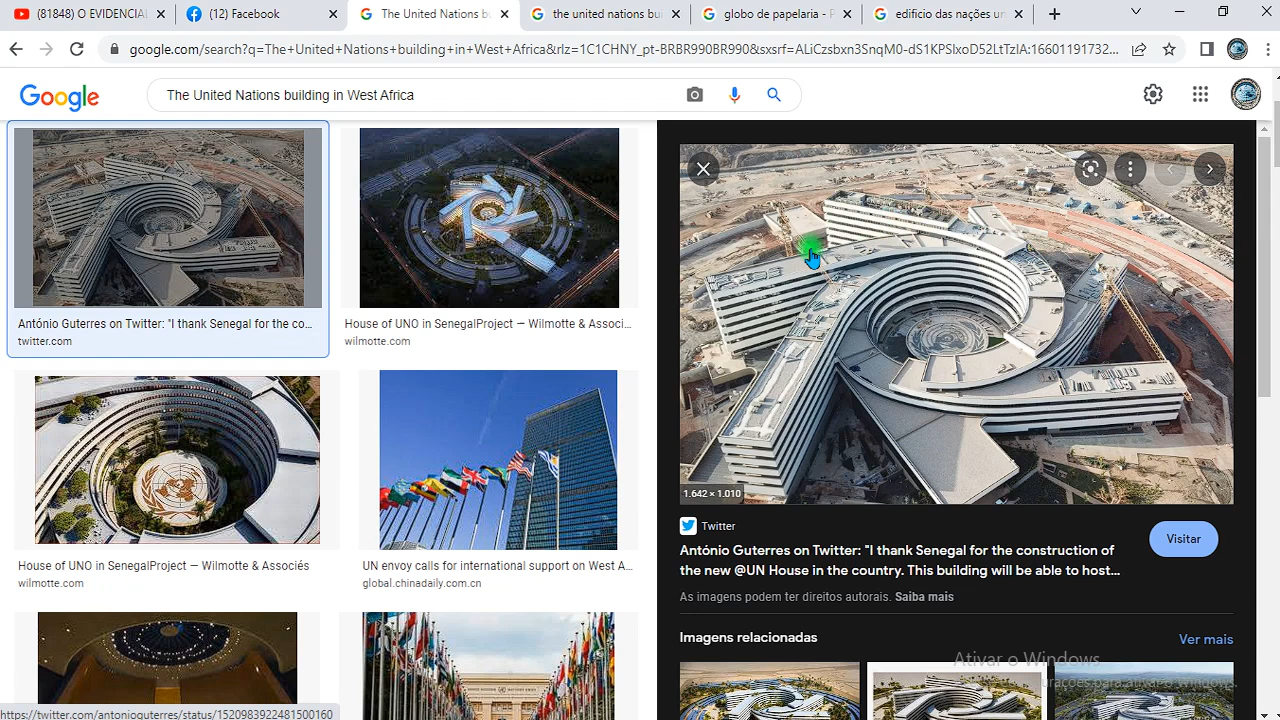 (81848) O EVIDENCIAL
(12) Facebook
The United Nations b
the united nations bu
globo de papelaria - P
edificio das nações un
google.com/search?q=The+United+Nations+building+in+West+Africa&rlz=1C1CHNY_pt-BRBR990BR990&sxsrf=ALiCzsbxn3SnqM0-dS1KPSlxoD52LtTzIA:16601191732...
Google
The United Nations building in West Africa
António Guterres on Twitter: "I thank Senegal for the co...
twitter.com
House of UNO in SenegalProject — Wilmotte & Associ...
wilmotte.com
House of UNO in SenegalProject — Wilmotte & Associés
wilmotte.com
UN envoy calls for international support on West A...
global.chinadaily.com.cn
1.642 × 1.010
Twitter
António Guterres on Twitter: "I thank Senegal for the construction of
the new @UN House in the country. This building will be able to host...
Visitar
As imagens podem ter direitos autorais. Saiba mais
Imagens relacionadas
Ver mais
Ativar o Windows
https://twitter.com/antonioguterres/status/1520983922481500160